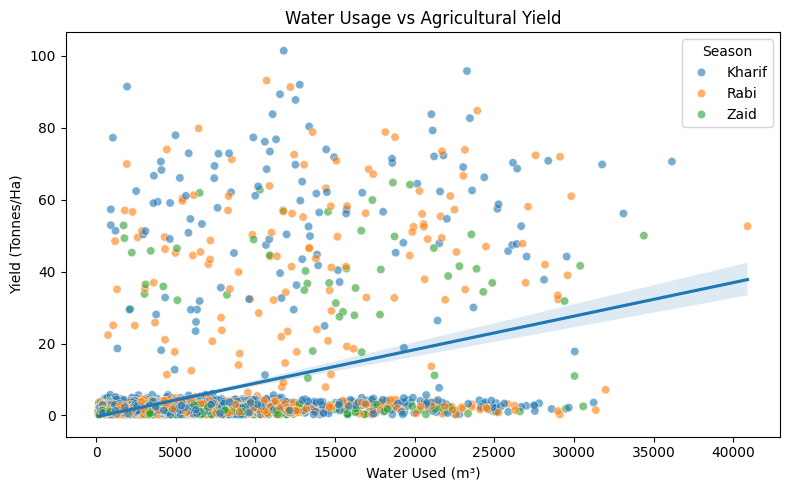 Water Usage vs Agricultural Yield
Season
Kharif
Rabi
Zaid
Yield (Tonnes/Ha)
100
80
60
40
20
0
0 5000 10000 15000 20000 25000 30000 35000 40000
Water Used (m³)